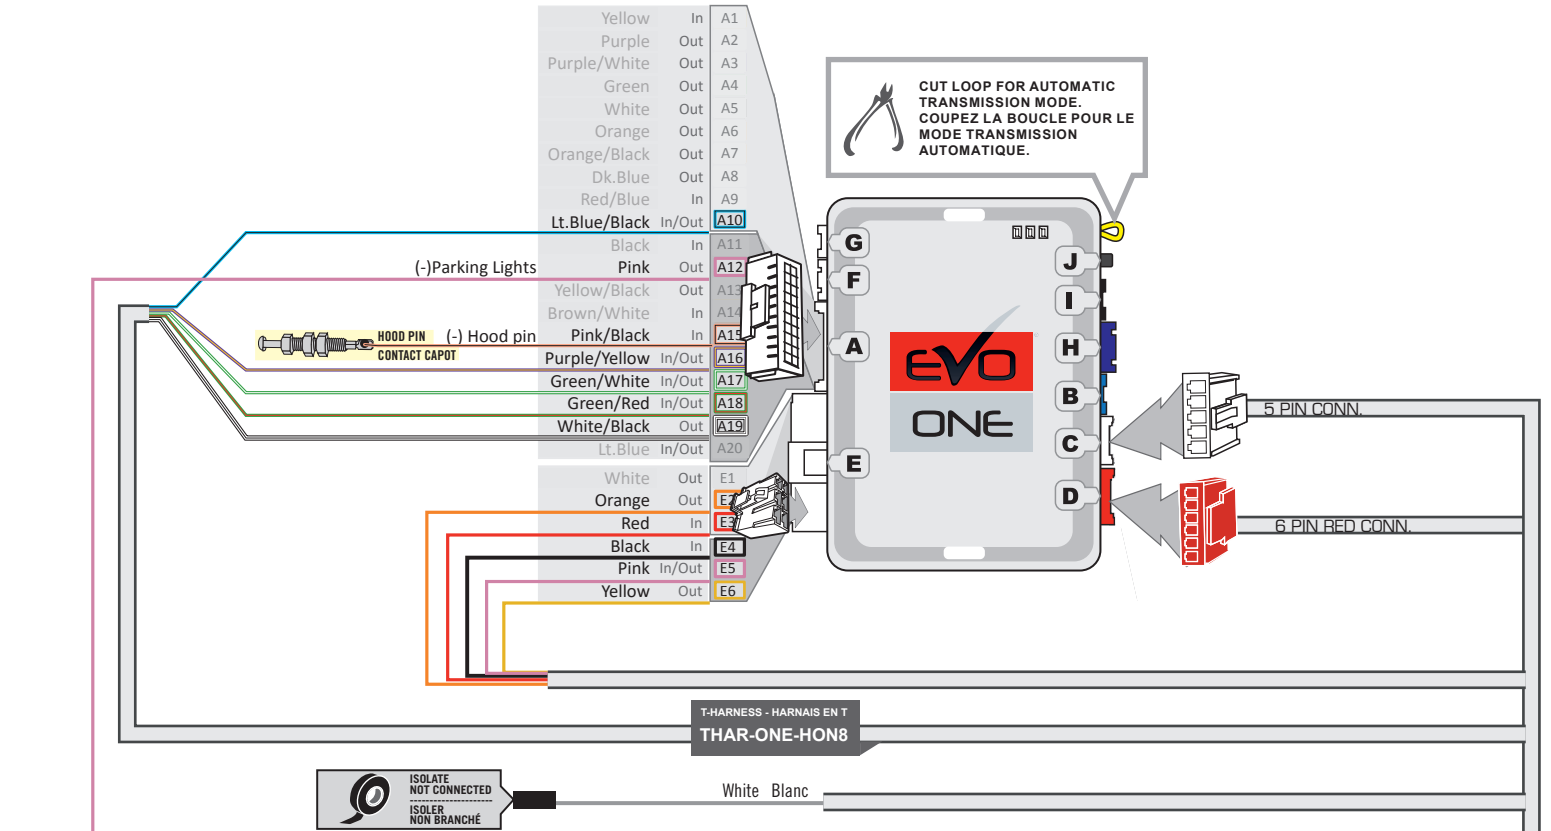 Yellow In A1
Purple Out A2
Purple/White Out A3
Green Out A4
White Out A5
Orange Out A6
Orange/Black Out A7
Dk.Blue Out A8
Red/Blue In A9
Lt.Blue/Black In/Out A10
Black In A11
(-)Parking Lights Pink Out A12
Yellow/Black Out A13
Brown/White In A14
HOOD PIN
CONTACT CAPOT
(-) Hood pin Pink/Black In A15
Purple/Yellow In/Out A16
Green/White In/Out A17
Green/Red In/Out A18
White/Black Out A19
Lt.Blue In/Out A20
White Out E1
Orange Out E2
Red In E3
Black In E4
Pink In/Out E5
Yellow Out E6
CUT LOOP FOR AUTOMATIC
TRANSMISSION MODE.
COUPEZ LA BOUCLE POUR LE
MODE TRANSMISSION
AUTOMATIQUE.
G
F
A
E
J
I
H
B
C
D
EVO
ONE
5 PIN CONN.
6 PIN RED CONN.
T-HARNESS - HARNAIS EN T
THAR-ONE-HON8
ISOLATE
NOT CONNECTED
ISOLER
NON BRANCHÉ
White Blanc